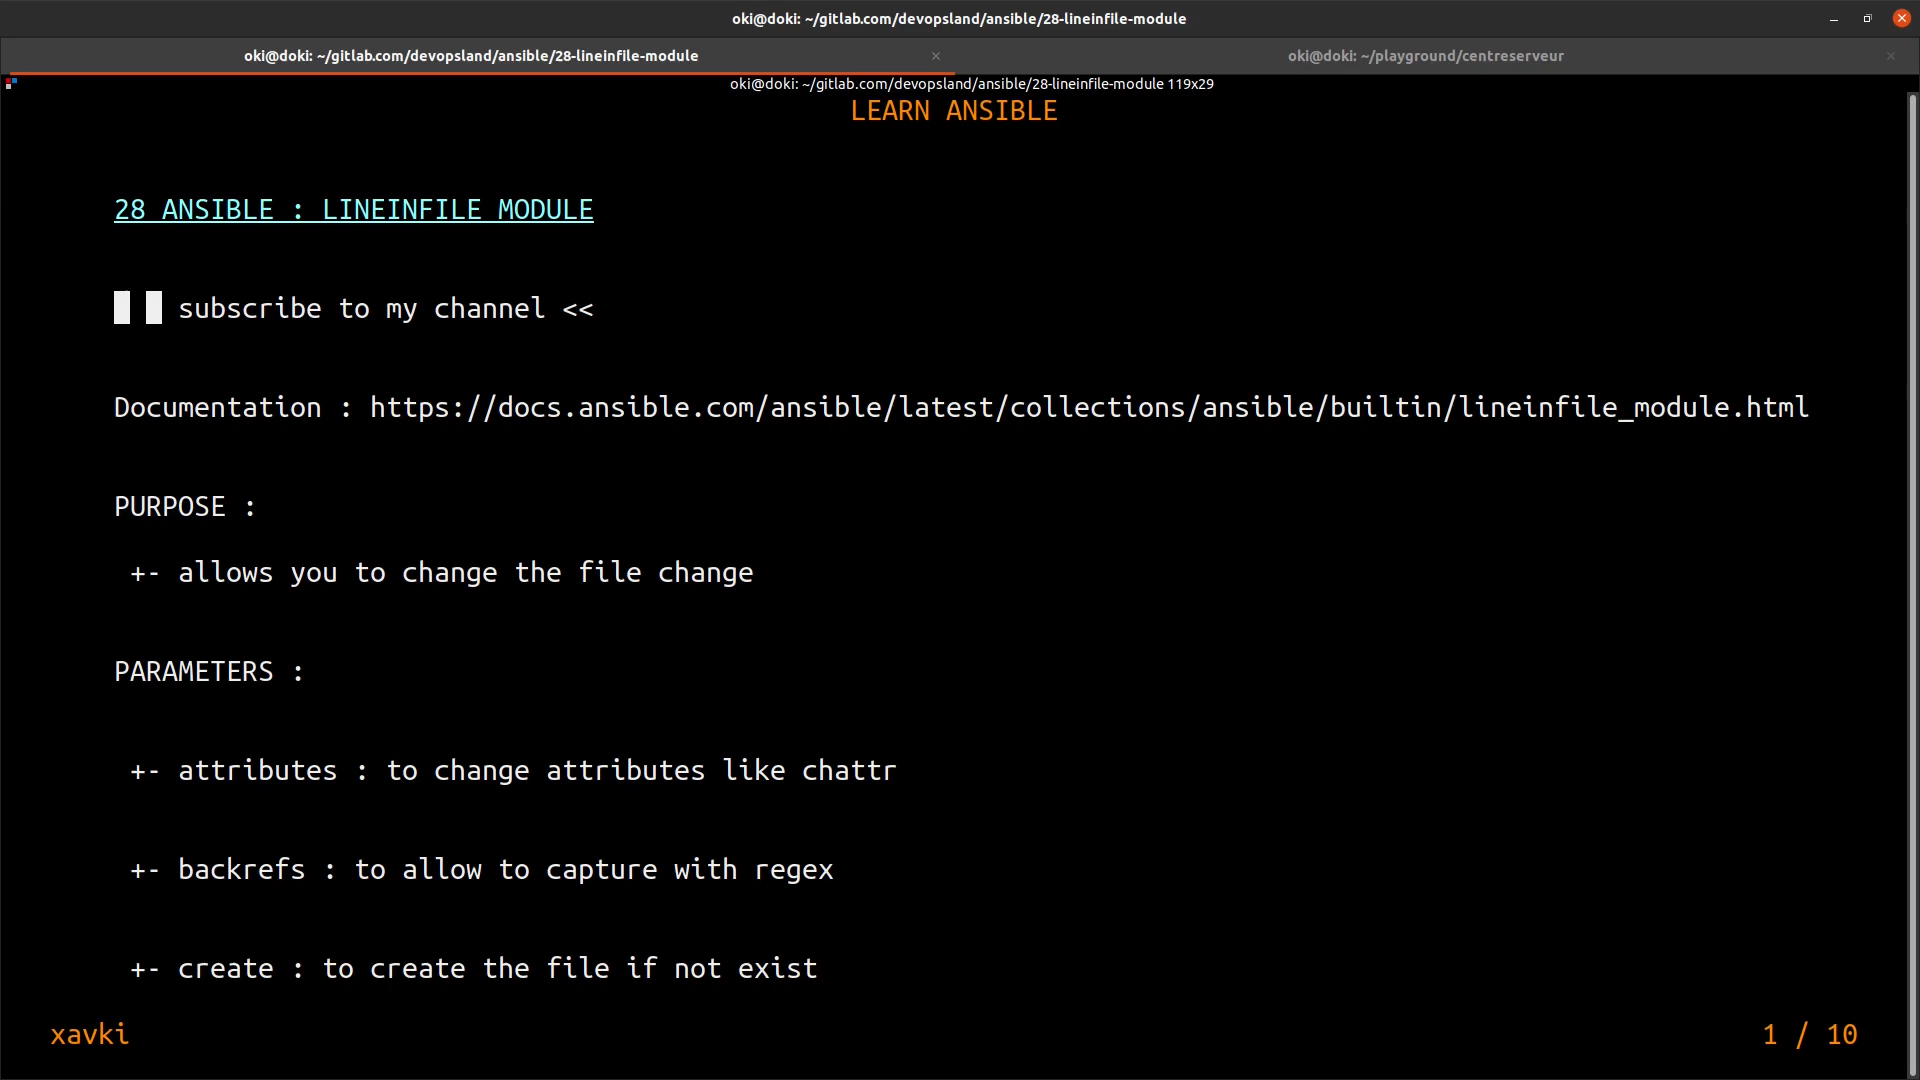 oki@doki: ~/gitlab.com/devopsland/ansible/28-lineinfile-module
oki@doki: ~/gitlab.com/devopsland/ansible/28-lineinfile-module
oki@doki: ~/playground/centreserveur
oki@doki: ~/gitlab.com/devopsland/ansible/28-lineinfile-module 119x29
LEARN ANSIBLE
28 ANSIBLE : LINEINFILE MODULE
subscribe to my channel <<
Documentation : https://docs.ansible.com/ansible/latest/collections/ansible/builtin/lineinfile_module.html
PURPOSE :
+- allows you to change the file change
PARAMETERS :
+- attributes : to change attributes like chattr
+- backrefs : to allow to capture with regex
+- create : to create the file if not exist
xavki
1 / 10